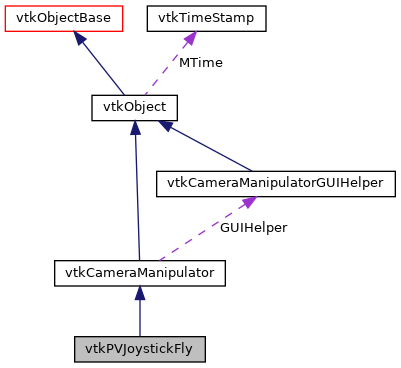 vtkObjectBase
vtkTimeStamp
MTime
vtkObject
vtkCameraManipulatorGUIHelper
GUIHelper
vtkCameraManipulator
vtkPVJoystickFly